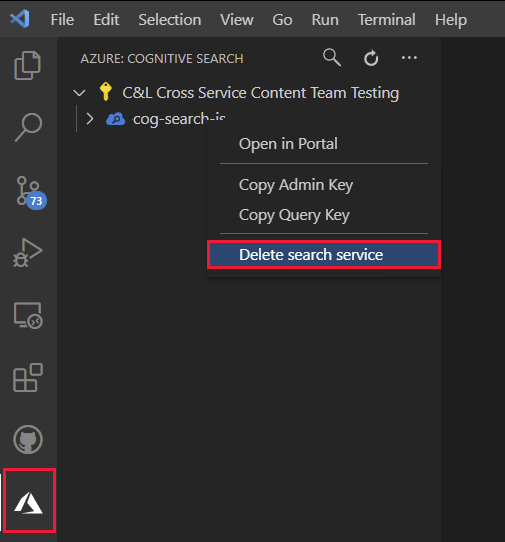 File Edit View Go Run Terminal Help
AZURE: COGNITIVE SEARCH
C&L Cross Service Content Team Testing
cog-search-js
Open in Portal
Copy Admin Key
Copy Query Key
73
Delete search service